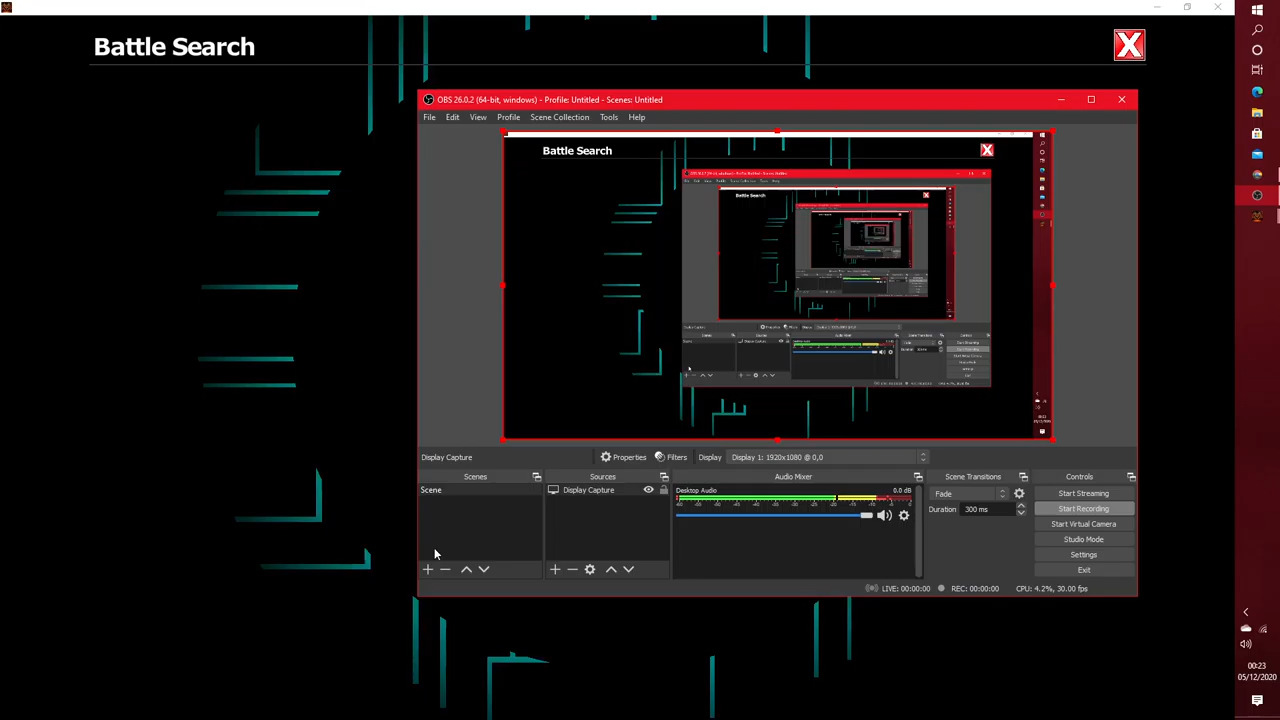 Battle Search
X
OBS 26.0.2 (64-bit, windows) - Profile: Untitled - Scenes: Untitled
File Edit View Profile Scene Collection Tools Help
Battle Search
X
Battle Search
Display Capture Properties Filters Display Display 1: 1920x1080 @ 0,0
Scenes Sources Audio Mixer Scene Transitions Controls
Scene
Display Capture
Desktop Audio 0.0 dB
Fade
Duration 300 ms
Start Streaming
Start Recording
Start Virtual Camera
Studio Mode
Settings
Exit
LIVE: 00:00:00 REC: 00:00:00 CPU: 4.2%, 30.00 fps
00:23
05/12/2020